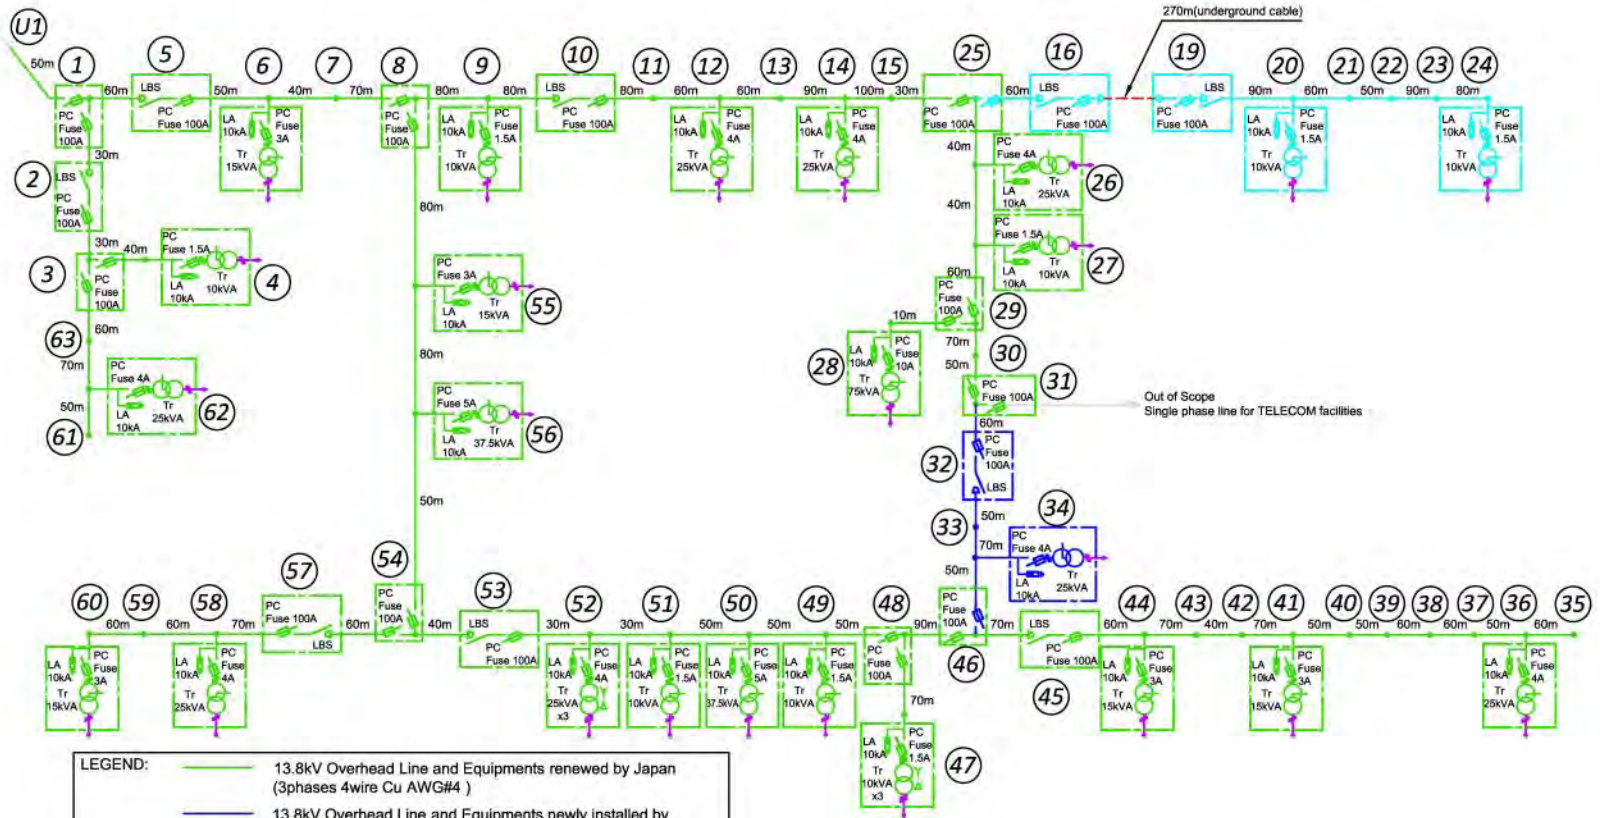 270m(underground cable)
U1
50m
1
5
6
7
8
9
10
11
12
13
14
15
25
16
19
20
21
22
23
24
60m
LBS
50m
40m
70m
80m
80m
LBS
80m
60m
60m
90m
100m
30m
60m
LBS
LBS
90m
60m
50m
90m
80m
PC
Fuse
100A
PC
Fuse 100A
LA
10kA
PC
Fuse
3A
Tr
15kVA
PC
Fuse
100A
LA
10kA
PC
Fuse
1.5A
Tr
10kVA
PC
Fuse 100A
LA
10kA
PC
Fuse
4A
Tr
25kVA
LA
10kA
PC
Fuse
4A
Tr
25kVA
PC
Fuse 100A
PC
Fuse 100A
PC
Fuse 100A
LA
10kA
PC
Fuse
1.5A
Tr
10kVA
LA
10kA
PC
Fuse
1.5A
Tr
10kVA
30m
2
LBS
PC
Fuse
100A
30m
40m
3
PC
Fuse
100A
PC
Fuse 1.5A
LA
10kA
Tr
10kVA
4
60m
63
70m
PC
Fuse 4A
LA
10kA
Tr
25kVA
62
50m
61
80m
PC
Fuse 3A
LA
10kA
Tr
15kVA
55
80m
PC
Fuse 5A
LA
10kA
Tr
37.5kVA
56
50m
40m
PC
Fuse 4A
LA
10kA
Tr
25kVA
26
40m
PC
Fuse 1.5A
LA
10kA
Tr
10kVA
27
60m
PC
Fuse
100A
29
10m
28
LA
10kA
PC
Fuse
10A
Tr
75kVA
70m
30
50m
PC
Fuse 100A
31
Out of Scope
Single phase line for TELECOM facilities
60m
32
PC
Fuse
100A
LBS
50m
33
34
70m
PC
Fuse 4A
LA
10kA
Tr
25kVA
50m
60
59
58
57
54
53
52
51
50
49
48
46
45
44
43
42
41
40
39
38
37
36
35
60m
60m
70m
PC
Fuse 100A
LBS
60m
PC
Fuse
100A
40m
LBS
PC
Fuse 100A
30m
30m
50m
50m
50m
90m
PC
Fuse
100A
70m
LBS
PC
Fuse 100A
60m
70m
40m
40m
50m
50m
60m
60m
50m
50m
60m
LA
10kA
PC
Fuse
3A
Tr
15kVA
LA
10kA
PC
Fuse
4A
Tr
25kVA
LA
10kA
PC
Fuse
4A
Tr
25kVA
x3
LA
10kA
PC
Fuse
1.5A
Tr
10kVA
LA
10kA
PC
Fuse
5A
Tr
37.5kVA
LA
10kA
PC
Fuse
1.5A
Tr
10kVA
PC
Fuse
100A
70m
LA
10kA
PC
Fuse
1.5A
Tr
10kVA
x3
47
LA
10kA
PC
Fuse
3A
Tr
15kVA
LA
10kA
PC
Fuse
3A
Tr
15kVA
LA
10kA
PC
Fuse
4A
Tr
25kVA
LEGEND:
13.8kV Overhead Line and Equipments renewed by Japan
(3phases 4wire Cu AWG#4 )
13.8kV Overhead Line and Equipments newly installed by